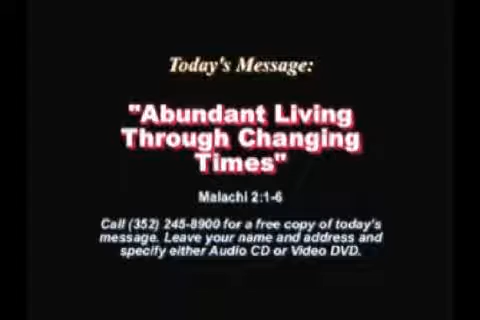 Today's Message:
"Abundant Living
Through Changing
Times"
Malachi 2:1-6
Call (352) 245-8900 for a free copy of today's
message. Leave your name and address and
specify either Audio CD or Video DVD.